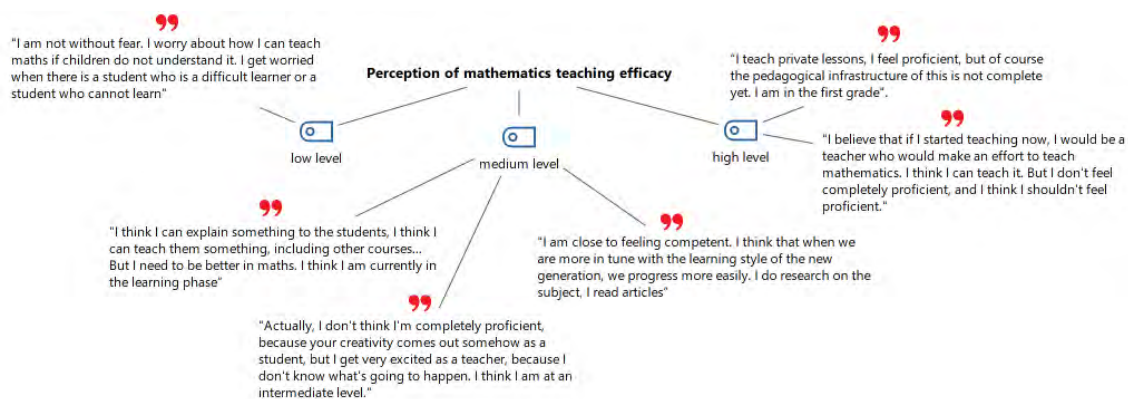 "I am not without fear. I worry about how I can teach
maths if children do not understand it. I get worried
when there is a student who is a difficult learner or a
student who cannot learn"
Perception of mathematics teaching efficacy
"I teach private lessons, I feel proficient, but of course
the pedagogical infrastructure of this is not complete
yet. I am in the first grade".
low level
medium level
high level
"I believe that if I started teaching now, I would be a
teacher who would make an effort to teach
mathematics. I think I can teach it. But I don't feel
completely proficient, and I think I shouldn't feel
proficient."
"I think I can explain something to the students, I think I
can teach them something, including other courses...
But I need to be better in maths. I think I am currently in
the learning phase"
"I am close to feeling competent. I think that when we
are more in tune with the learning style of the new
generation, we progress more easily. I do research on the
subject, I read articles"
"Actually, I don't think I'm completely proficient,
because your creativity comes out somehow as a
student, but I get very excited as a teacher, because I
don't know what's going to happen. I think I am at an
intermediate level."